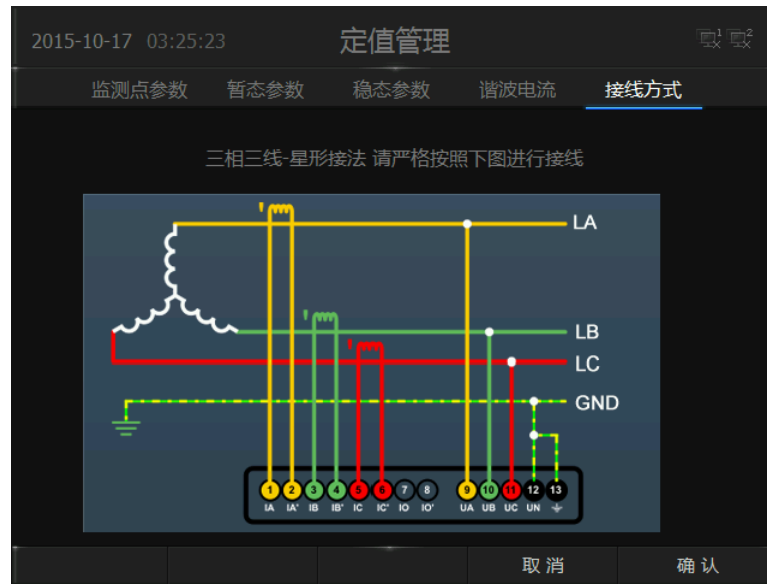 2015-10-17 03:25:23 定值管理 1 2
监测点参数 暂态参数 稳态参数 谐波电流 接线方式
三相三线-星形接法 请严格按照下图进行接线
LA
LB
LC
GND
1 2 3 4 5 6 7 8 9 10 11 12 13
IA IA' IB IB' IC IC' IO IO' UA UB UC UN
取消 确认